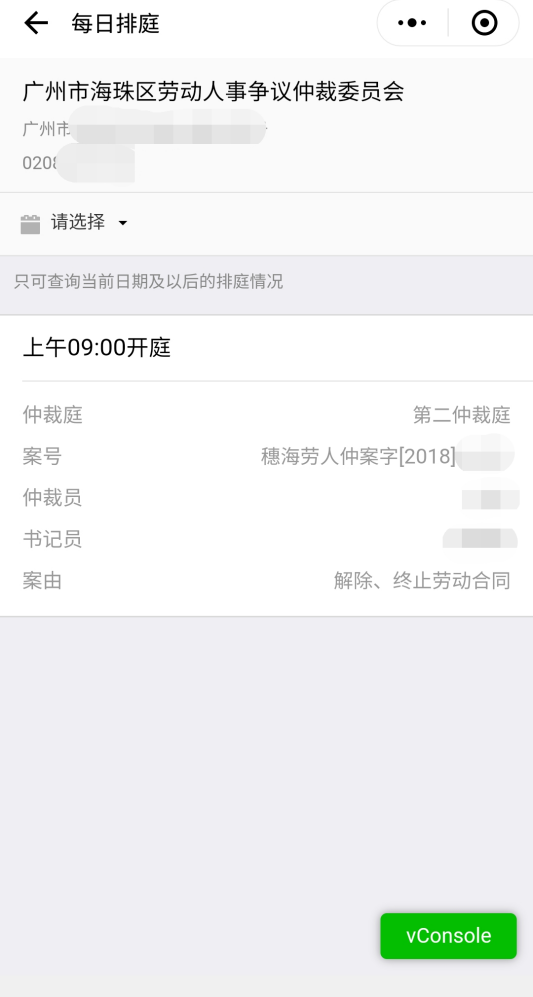 每日排庭
广州市海珠区劳动人事争议仲裁委员会
广州市
0208
请选择
只可查询当前日期及以后的排庭情况
上午09:00开庭
仲裁庭 第二仲裁庭
案号 穗海劳人仲案字[2018]
仲裁员
书记员
案由 解除、终止劳动合同
vConsole